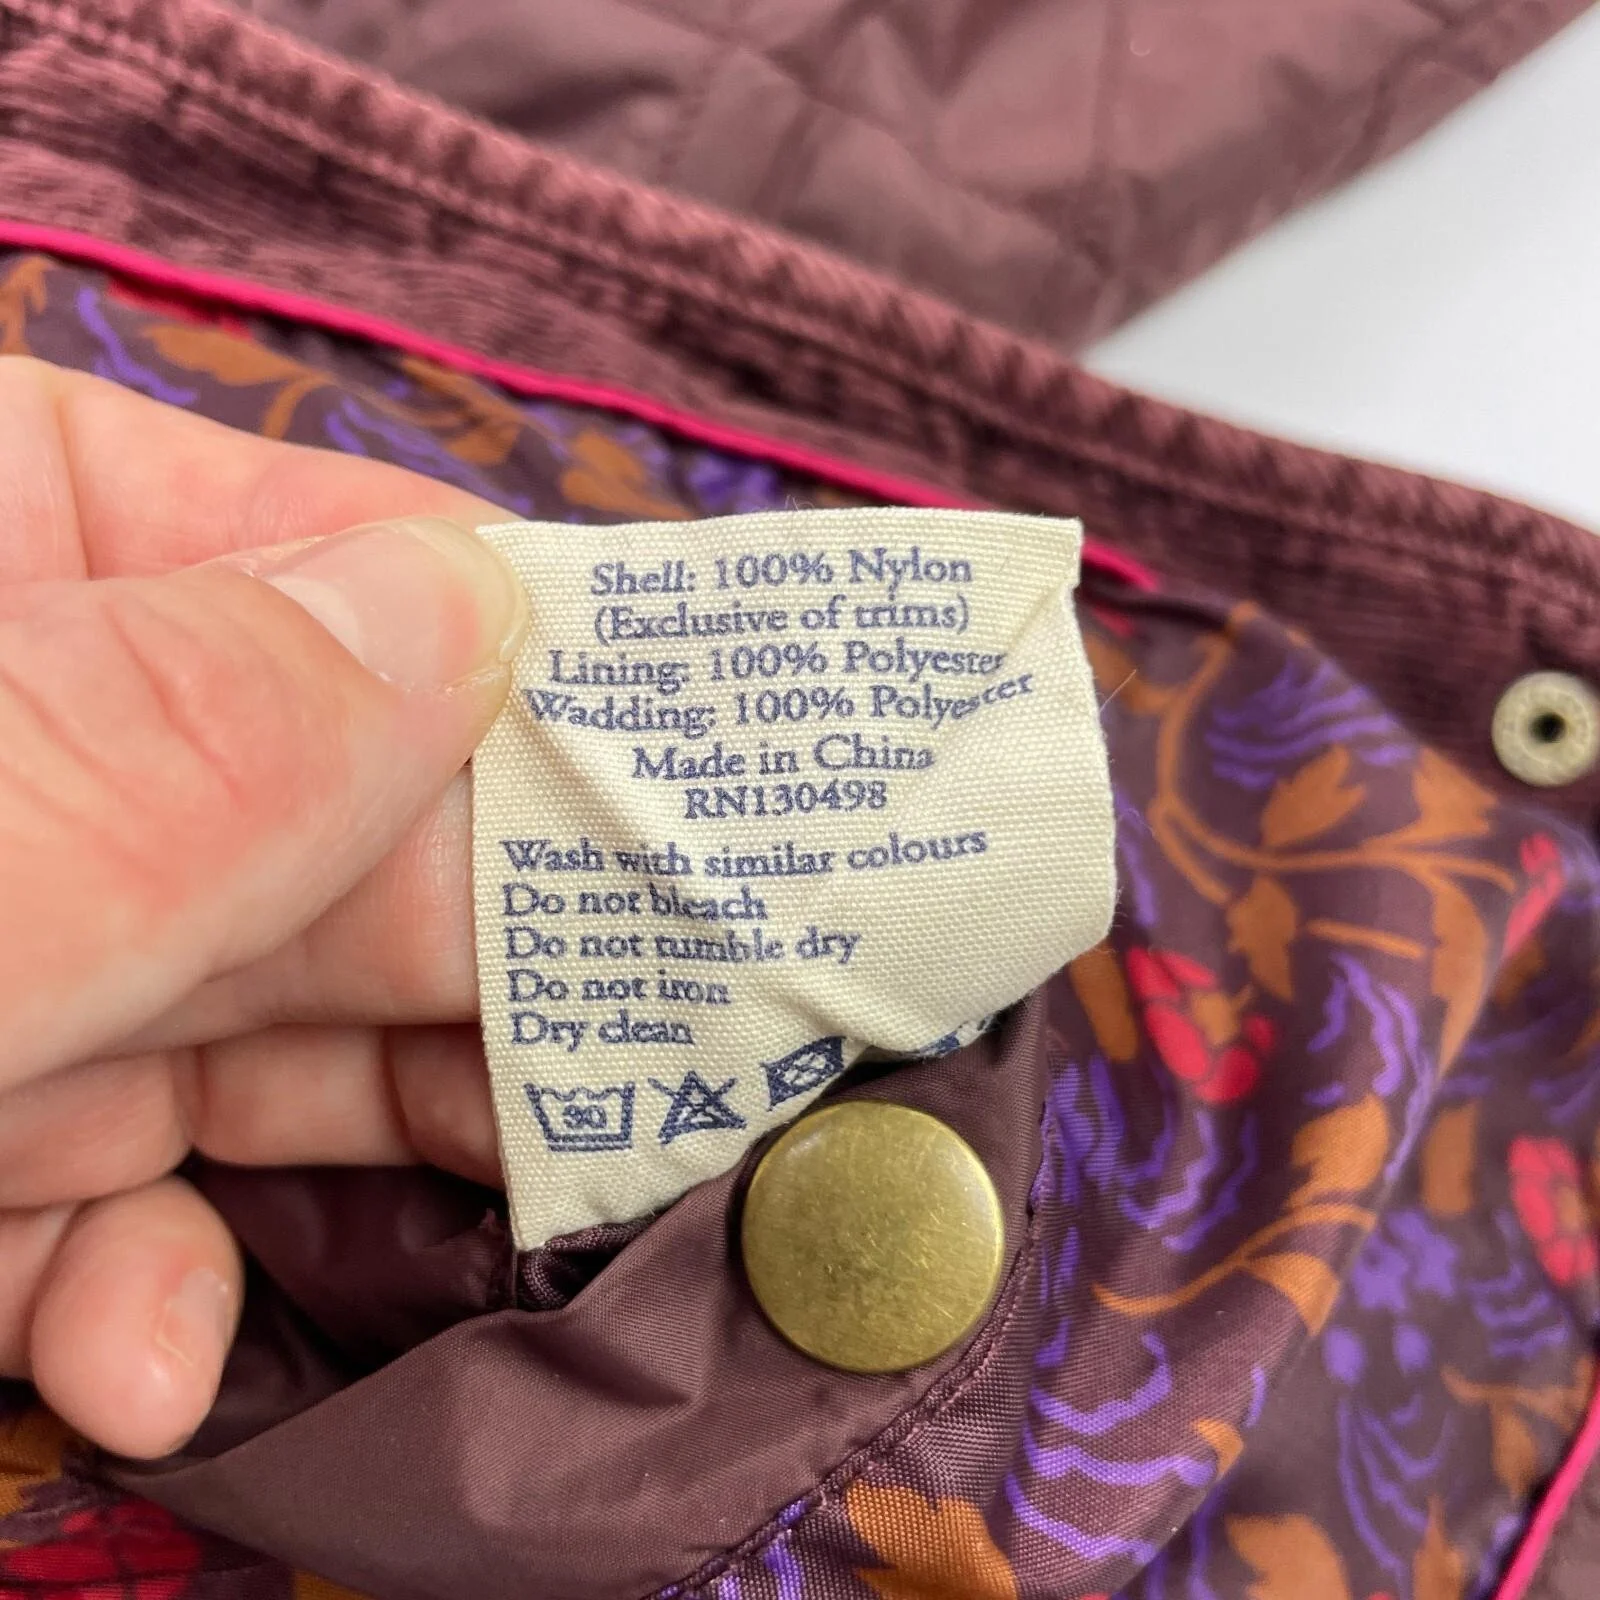 Shell: 100% Nylon
(Exclusive of trims)
Lining: 100% Polyester
Wadding: 100% Polyester
Made in China
RN130498
Wash with similar colours
Do not bleach
Do not tumble dry
Do not iron
Dry clean
30